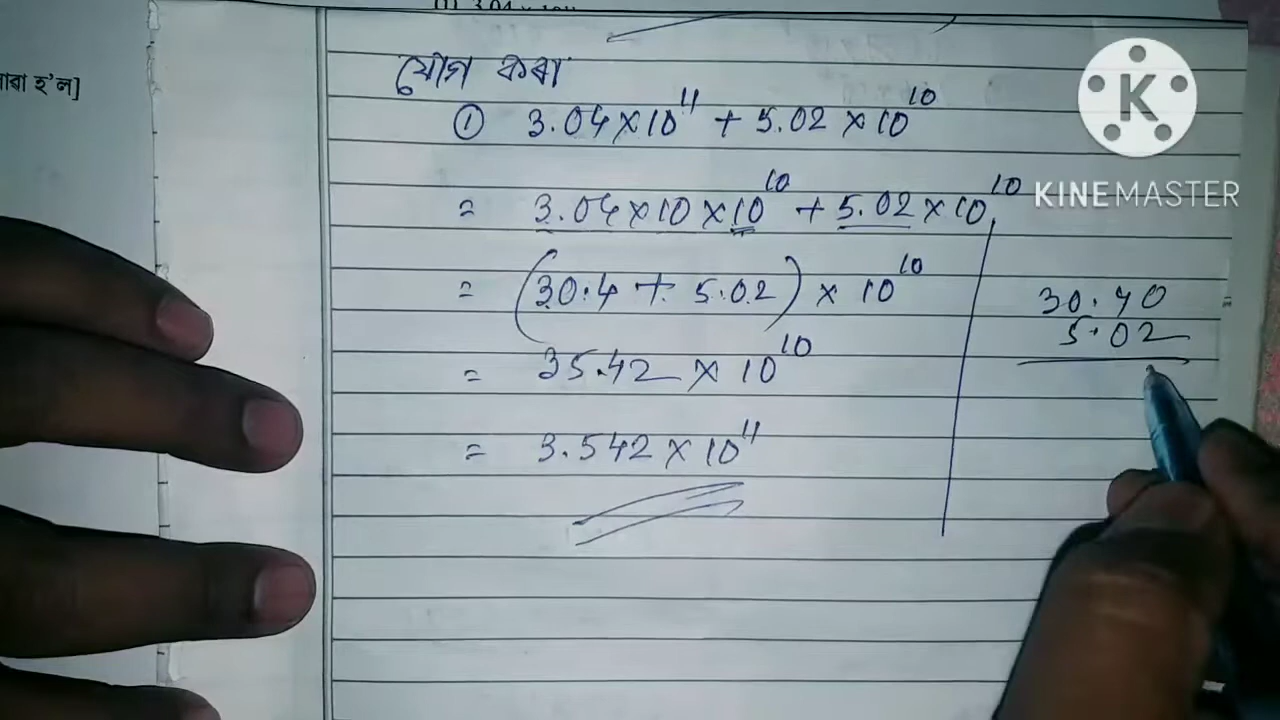 যোগ কৰা
① 3.04×10¹¹ + 5.02 ×10¹⁰
= 3.04×10×10¹⁰ + 5.02×10¹⁰
= (30.4 + 5.02) × 10¹⁰
= 35.42 × 10¹⁰
= 3.542 × 10¹¹
30.40
5.02
হ'ল]
K
KINEMASTER